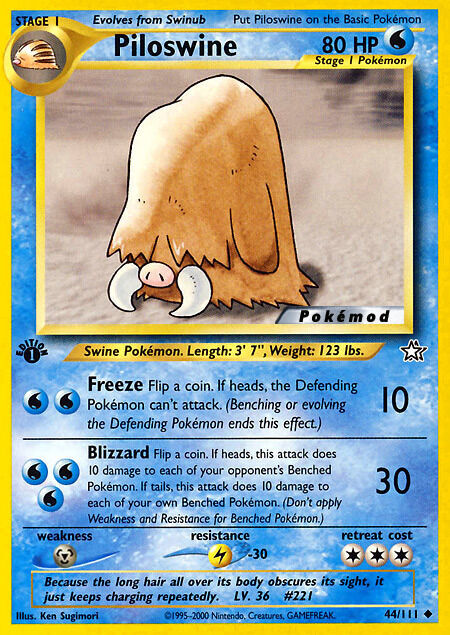 STAGE 1 Evolves from Swinub Put Piloswine on the Basic Pokémon
Piloswine 80 HP
Stage 1 Pokémon
Pokémod
EDITION
1
Swine Pokémon. Length: 3' 7", Weight: 123 lbs.
Freeze Flip a coin. If heads, the Defending
Pokémon can't attack. (Benching or evolving
the Defending Pokémon ends this effect.)
10
Blizzard Flip a coin. If heads, this attack does
10 damage to each of your opponent's Benched
Pokémon. If tails, this attack does 10 damage to
each of your own Benched Pokémon. (Don't apply
Weakness and Resistance for Benched Pokémon.)
30
weakness resistance retreat cost
-30
Because the long hair all over its body obscures its sight, it
just keeps charging repeatedly. LV. 36 #221
Illus. Ken Sugimori ©1995–2000 Nintendo, Creatures, GAMEFREAK. 44/111